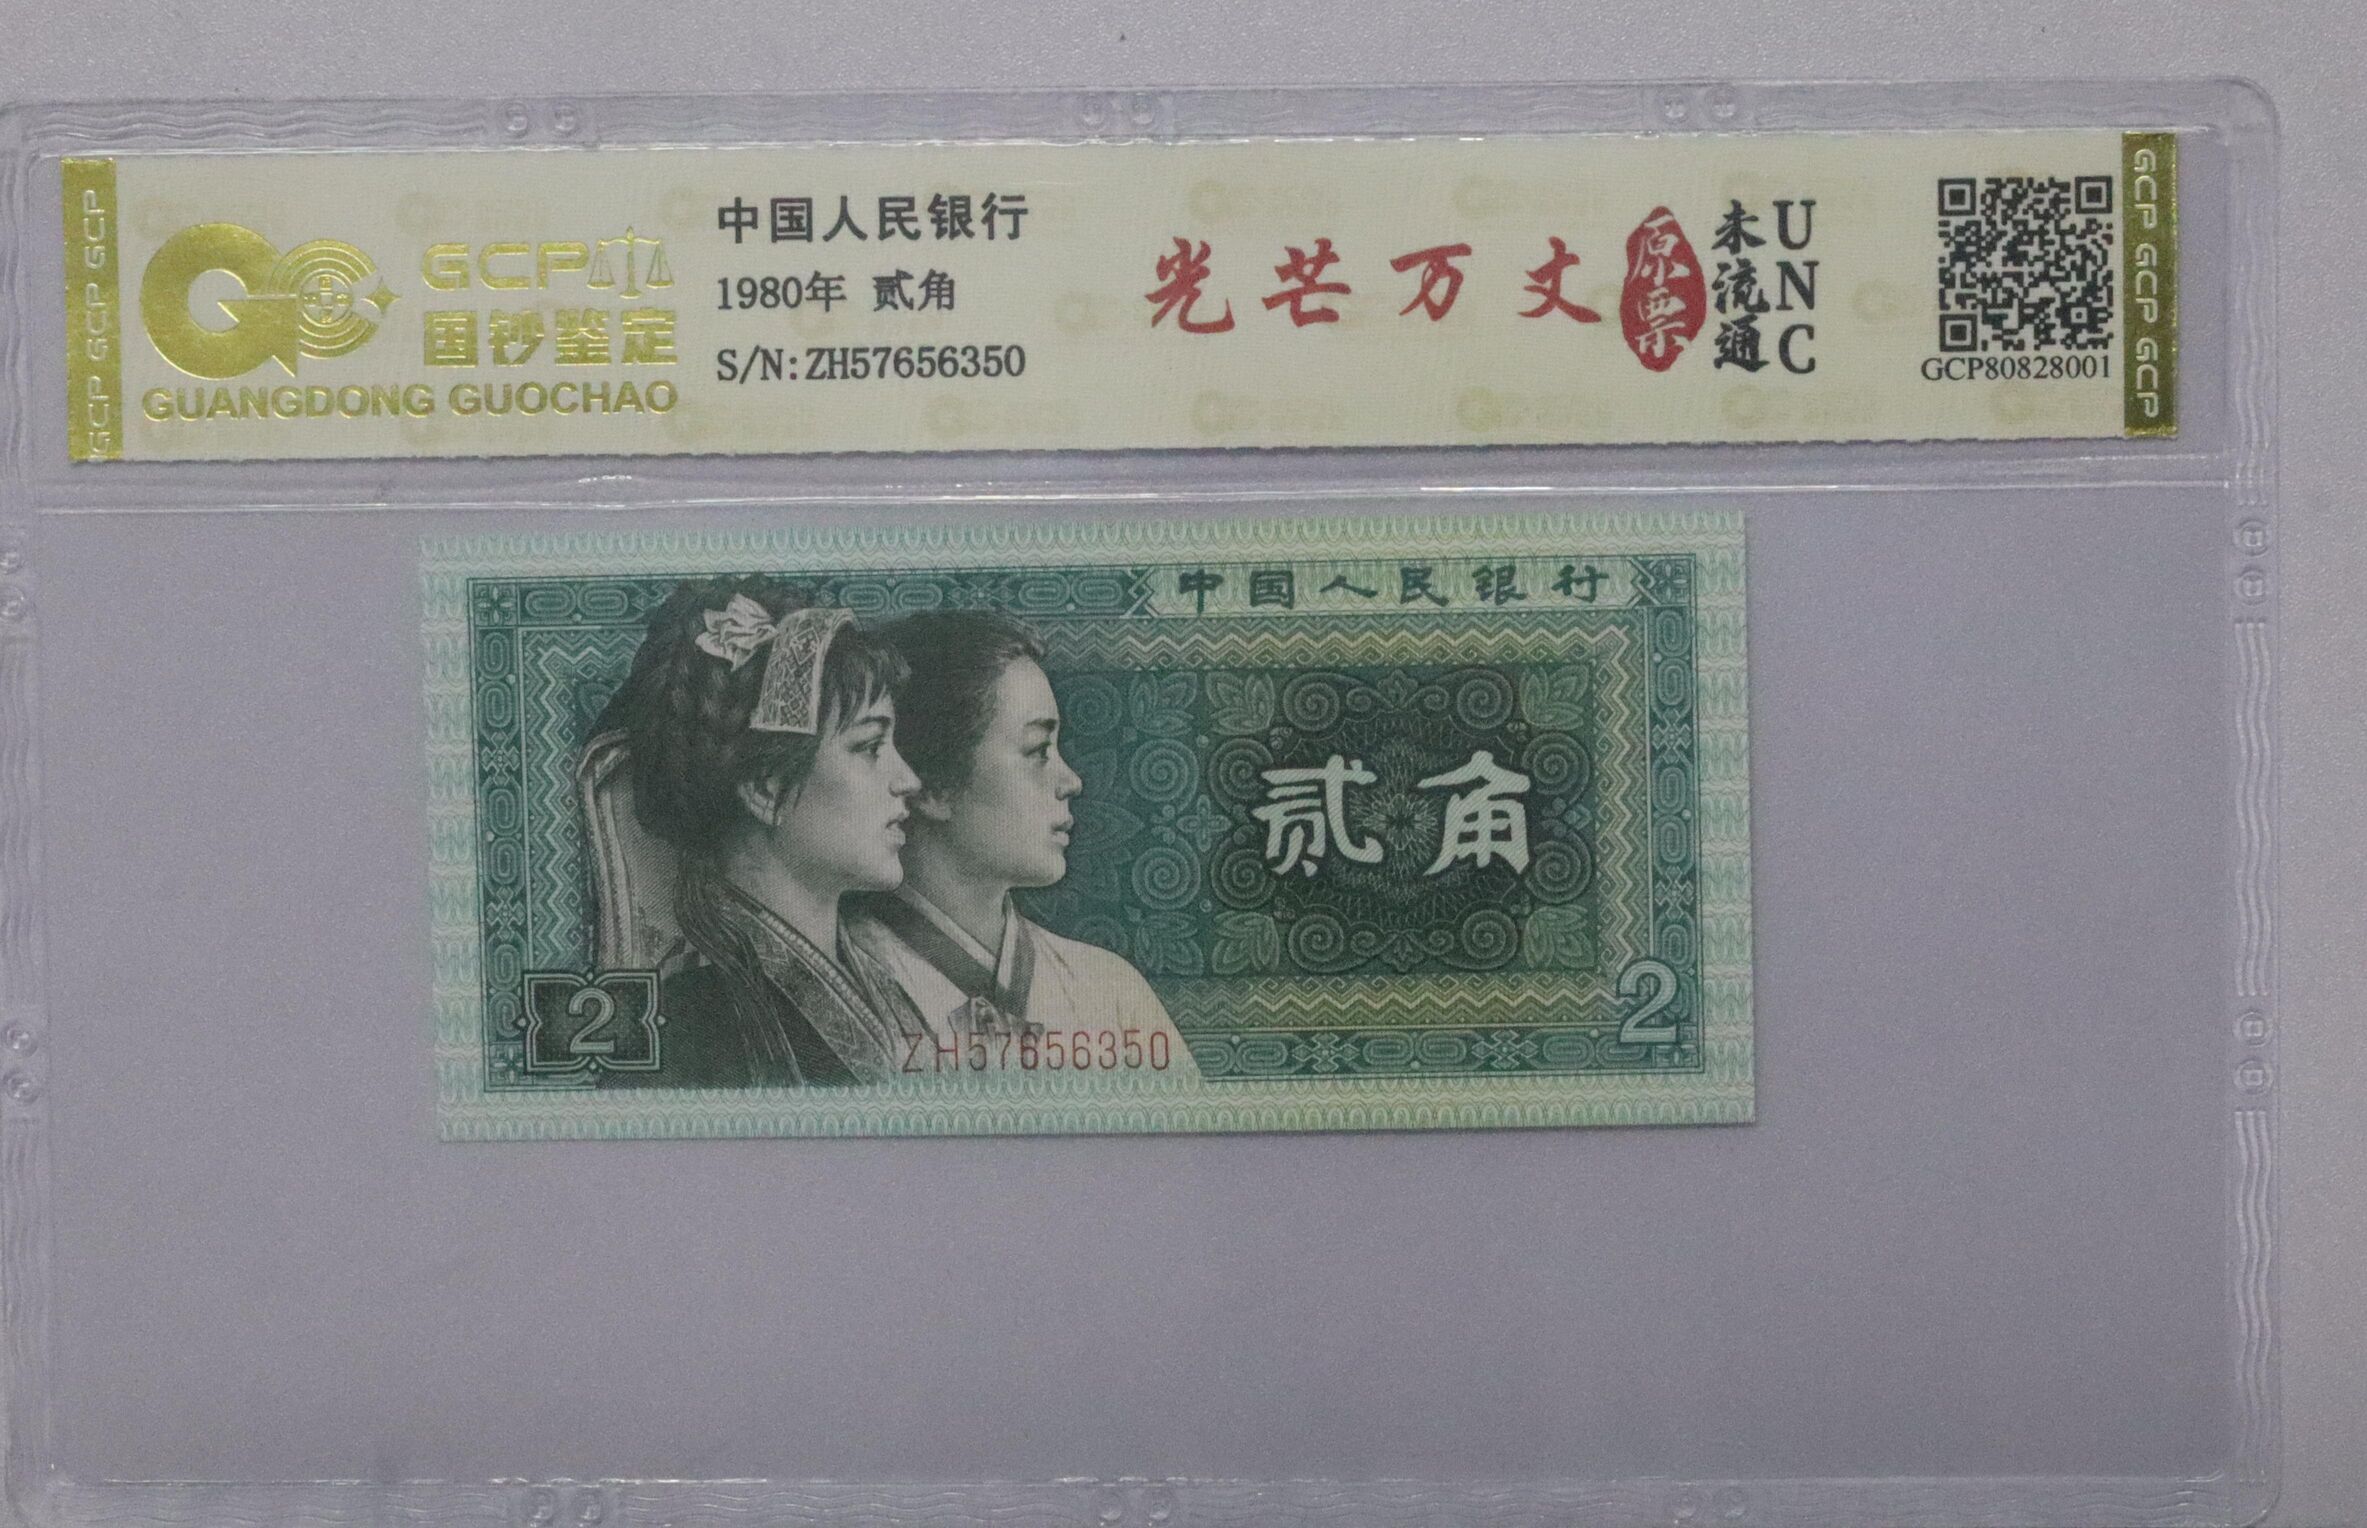 GCP
国钞鉴定
GUANGDONG GUOCHAO
中国人民银行
1980年 贰角
S/N:ZH57656350
光芒万丈
原票
未流通
UNC
GCP80828001
GCP GCP GCP
GCP GCP GCP
中国人民银行
贰角
2
2
ZH57656350